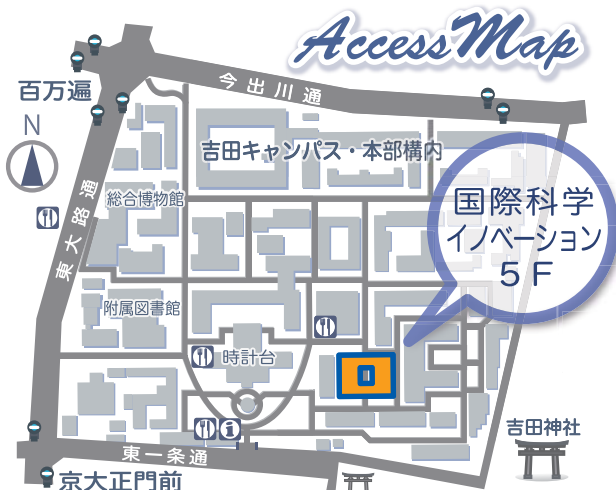 Access Map
今出川通
百万遍
N
吉田キャンパス・本部構内
総合博物館
東大路通
国際科学
イノベーション
5F
附属図書館
時計台
吉田神社
東一条通
京大正門前